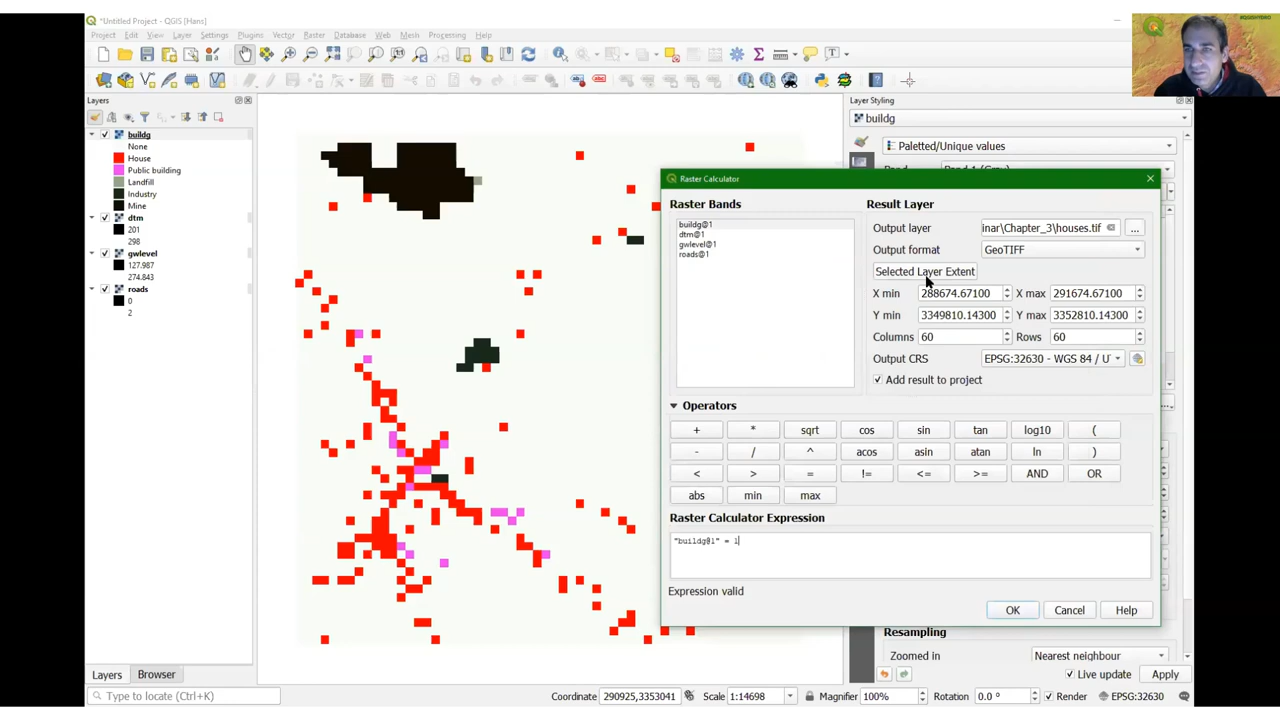 *Untitled Project - QGIS [Hans]
Project Edit View Layer Settings Plugins Vector Raster Database Web Mesh Processing Help
Layers
buildg
None
House
Public building
Landfill
Industry
Mine
dtm
201
298
gwlevel
127.987
274.843
roads
0
2
Layers Browser
Type to locate (Ctrl+K)
Coordinate 290925,3353041 Scale 1:14698 Magnifier 100% Rotation 0.0 ° Render EPSG:32630
Layer Styling
buildg
Paletted/Unique values
Raster Calculator
Raster Bands
buildg@1
dtm@1
gwlevel@1
roads@1
Result Layer
Output layer inar\Chapter_3\houses.tif ...
Output format GeoTIFF
Selected Layer Extent
X min 288674.67100 X max 291674.67100
Y min 3349810.14300 Y max 3352810.14300
Columns 60 Rows 60
Output CRS EPSG:32630 - WGS 84 / U
Add result to project
Operators
+ * sqrt cos sin tan log10 (
- / ^ acos asin atan ln )
< > = != <= >= AND OR
abs min max
Raster Calculator Expression
"buildg@1" = 1
Expression valid
OK Cancel Help
Resampling
Zoomed in Nearest neighbour
Live update Apply